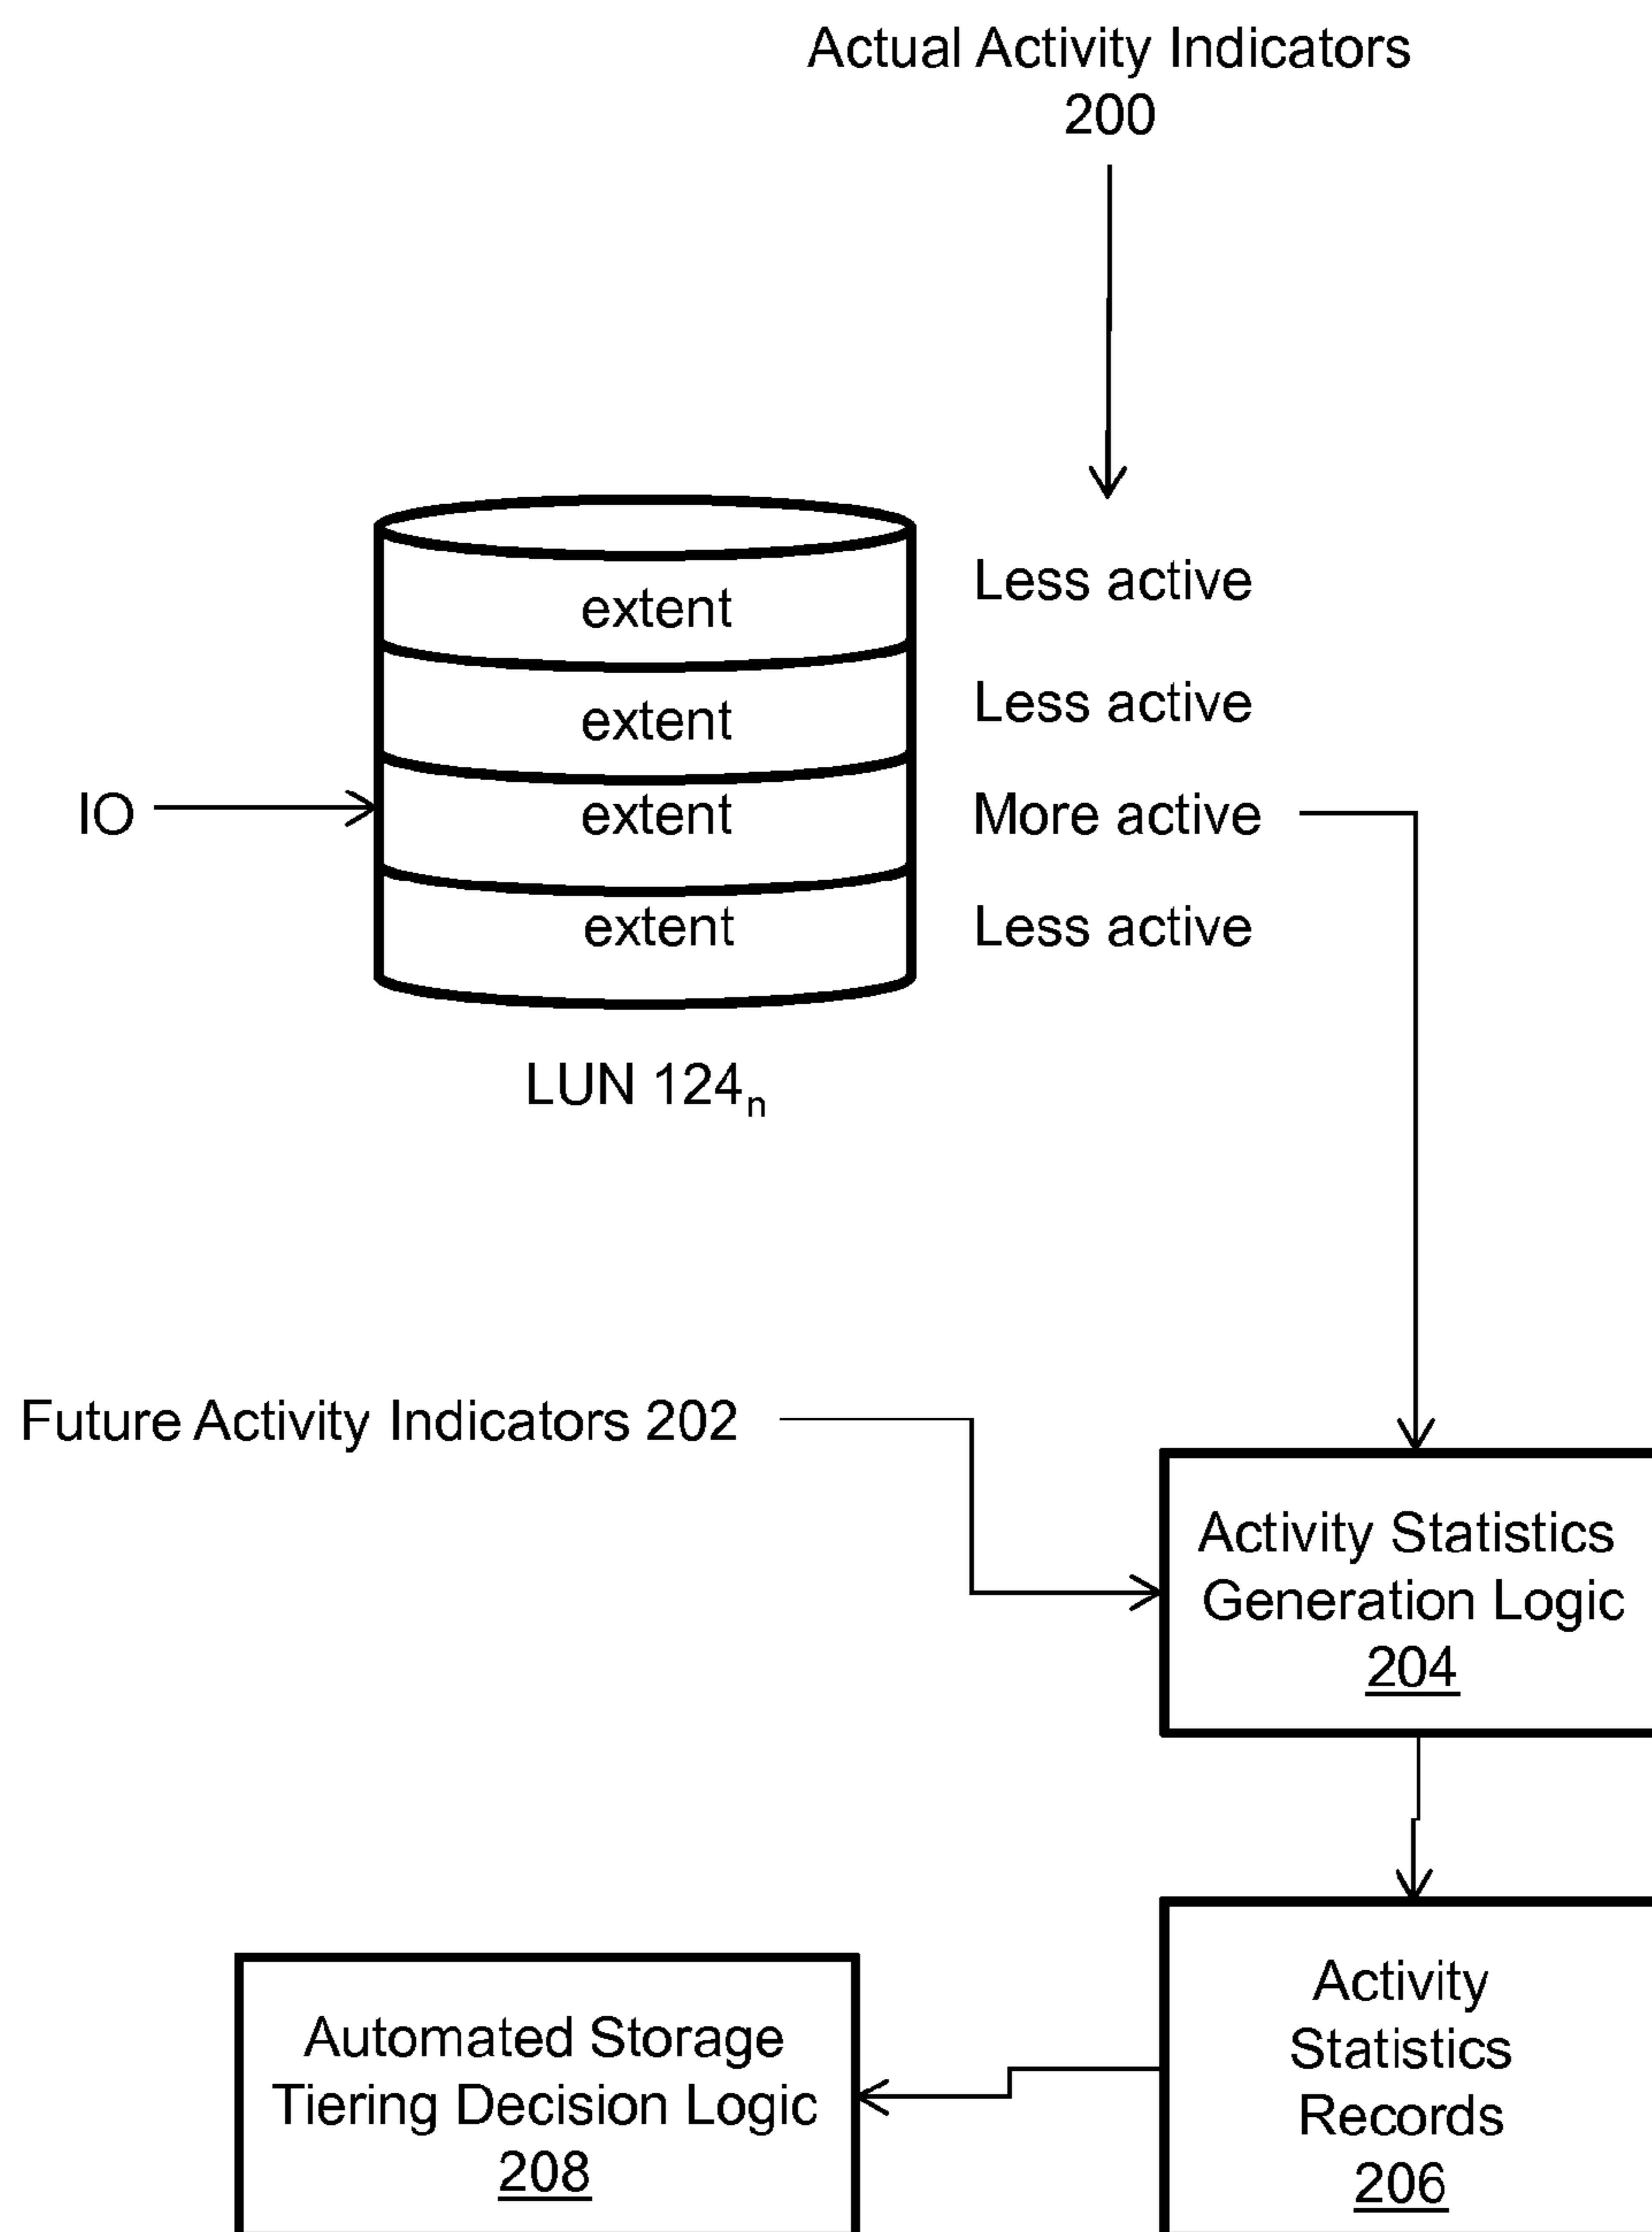 Actual Activity Indicators
200
extent
Less active
extent
Less active
IO
extent
More active
extent
Less active
LUN 124n
Future Activity Indicators 202
Activity Statistics
Generation Logic
204
Activity
Statistics
Records
206
Automated Storage
Tiering Decision Logic
208